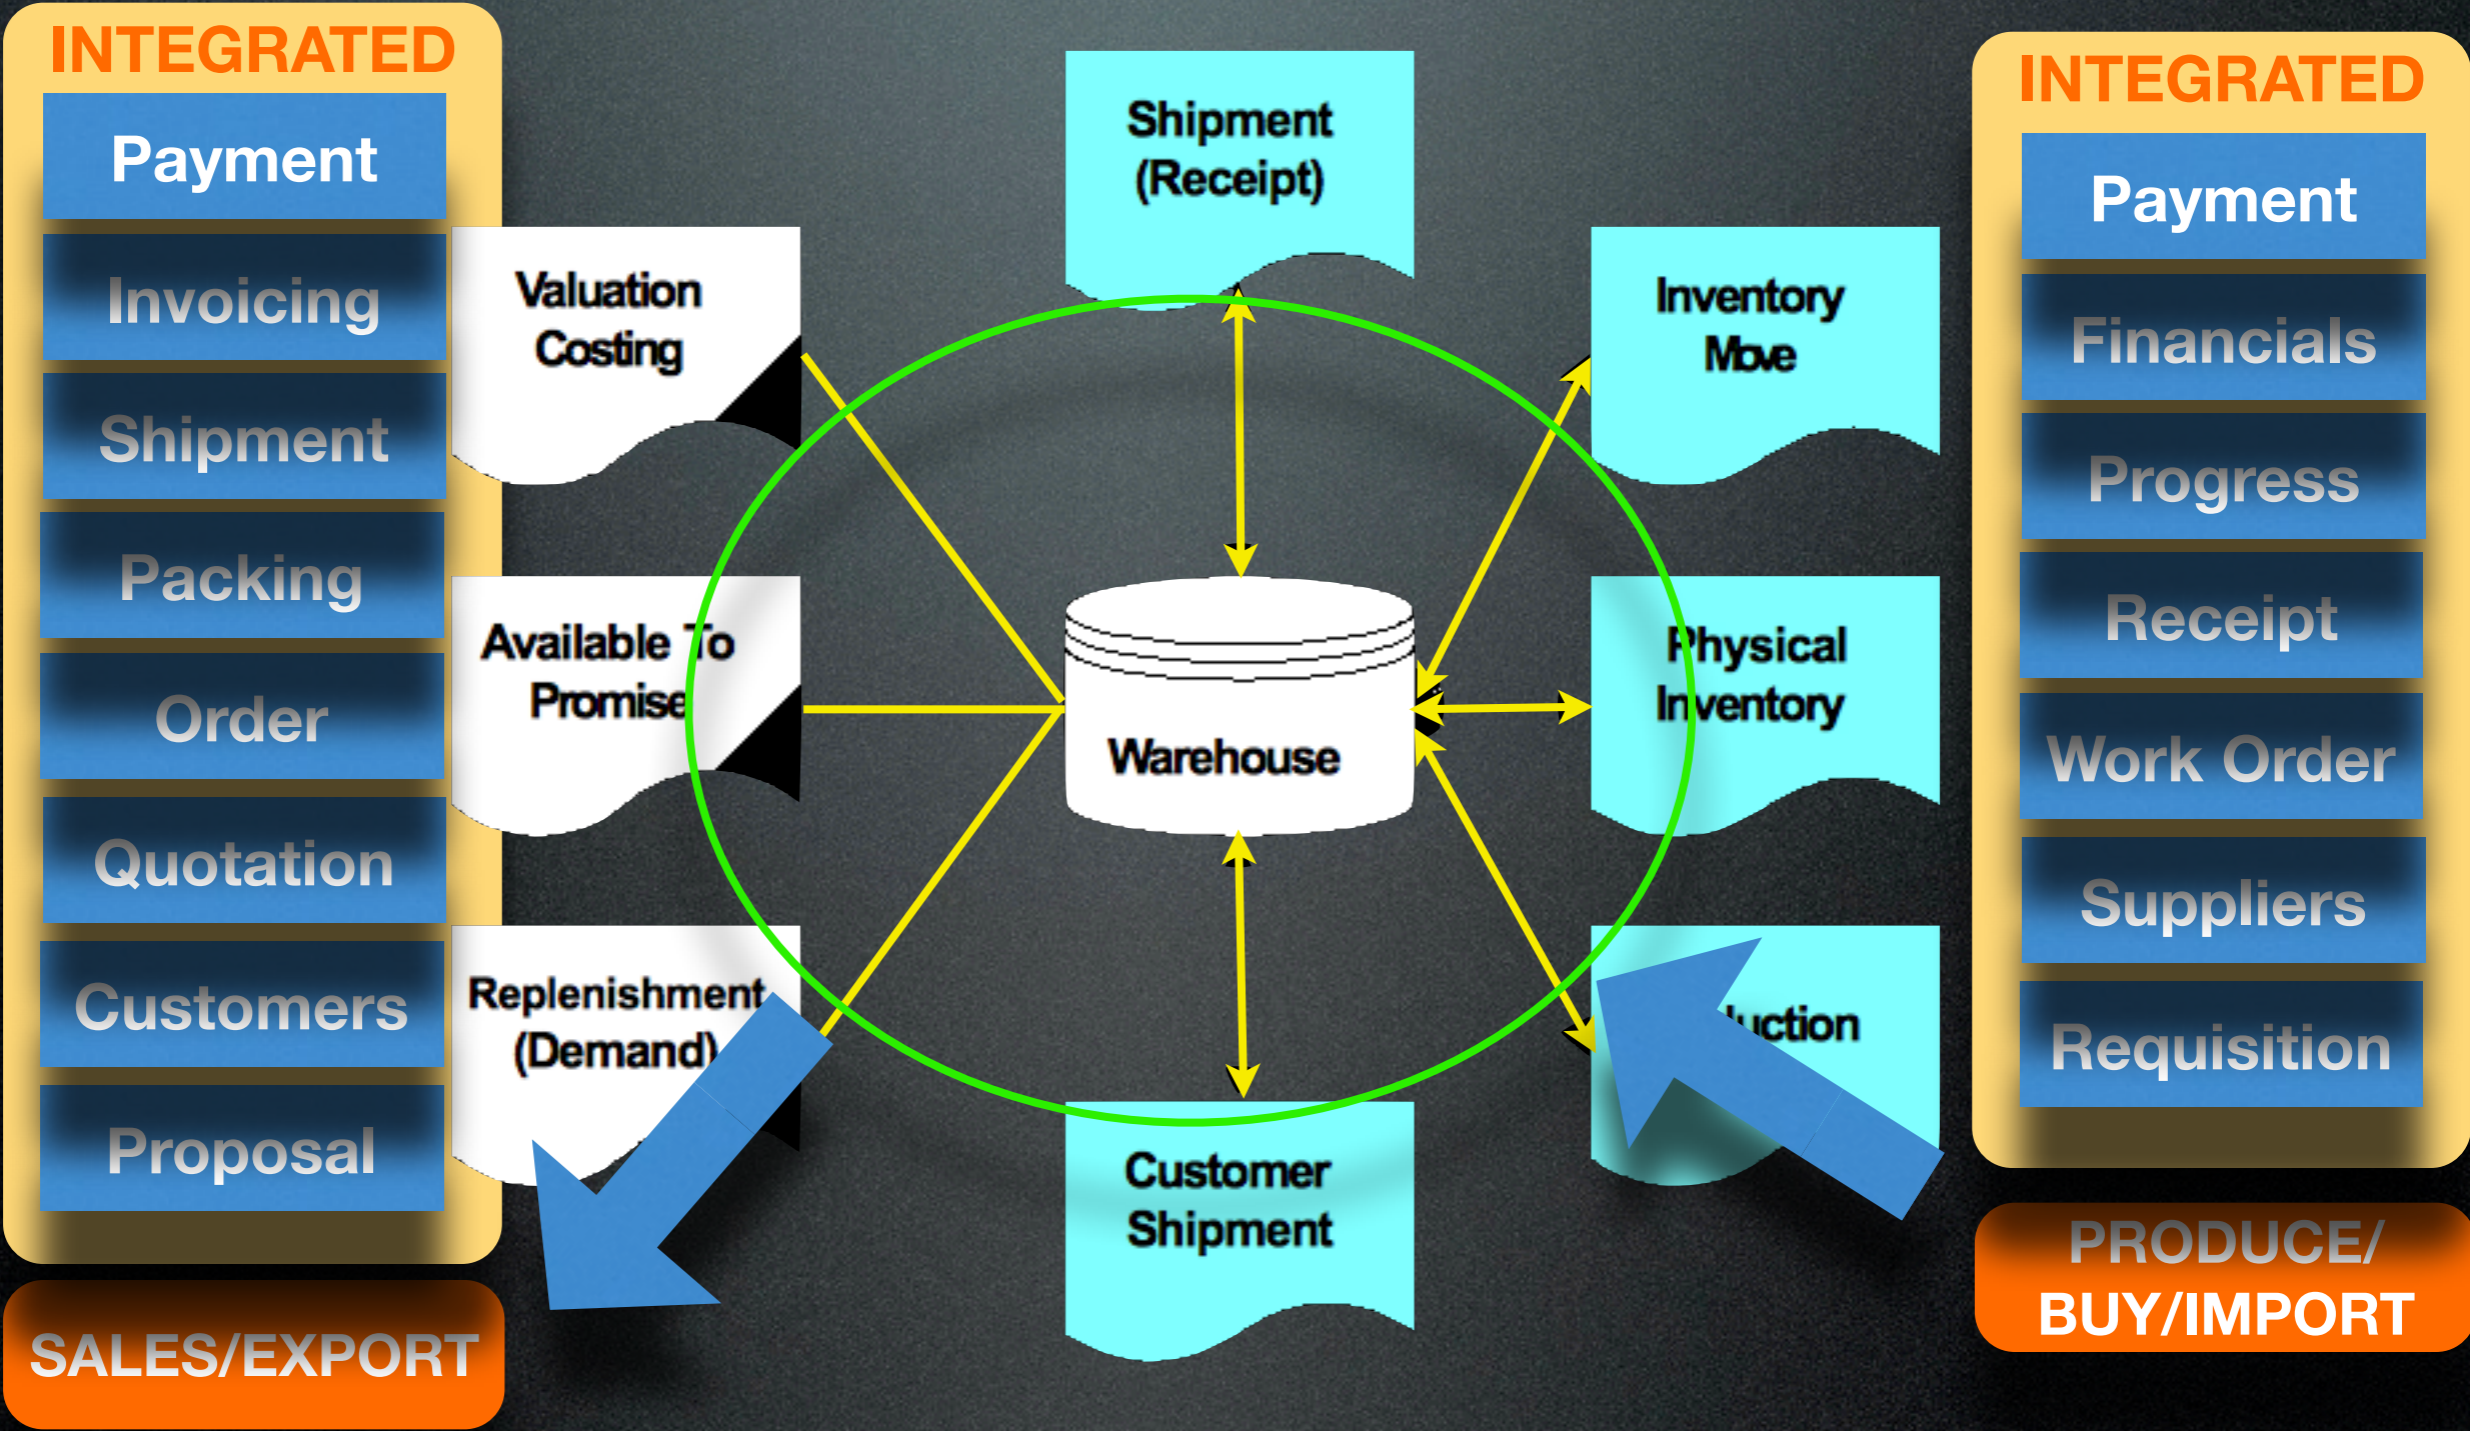 INTEGRATED
Payment
Invoicing
Shipment
Packing
Order
Quotation
Customers
Proposal
SALES/EXPORT
Valuation
Costing
Available To
Promise
Replenishment
(Demand)
Shipment
(Receipt)
Warehouse
Customer
Shipment
Inventory
Move
Physical
Inventory
uction
INTEGRATED
Payment
Financials
Progress
Receipt
Work Order
Suppliers
Requisition
PRODUCE/
BUY/IMPORT